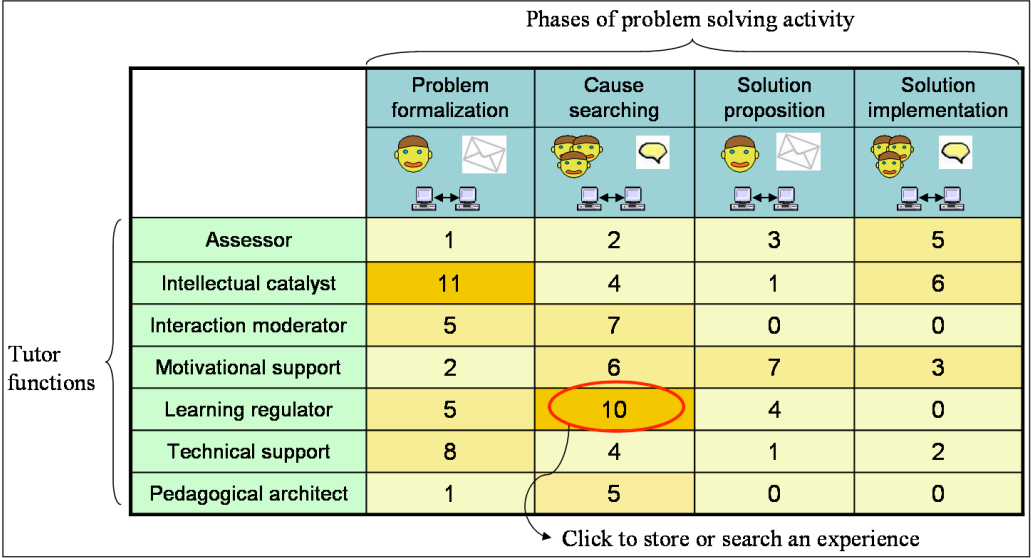 Phases of problem solving activity
Problem formalization Cause searching Solution proposition Solution implementation
Assessor 1 2 3 5
Intellectual catalyst 11 4 1 6
Interaction moderator 5 7 0 0
Motivational support 2 6 7 3
Learning regulator 5 10 4 0
Technical support 8 4 1 2
Pedagogical architect 1 5 0 0
Tutor
functions
Click to store or search an experience